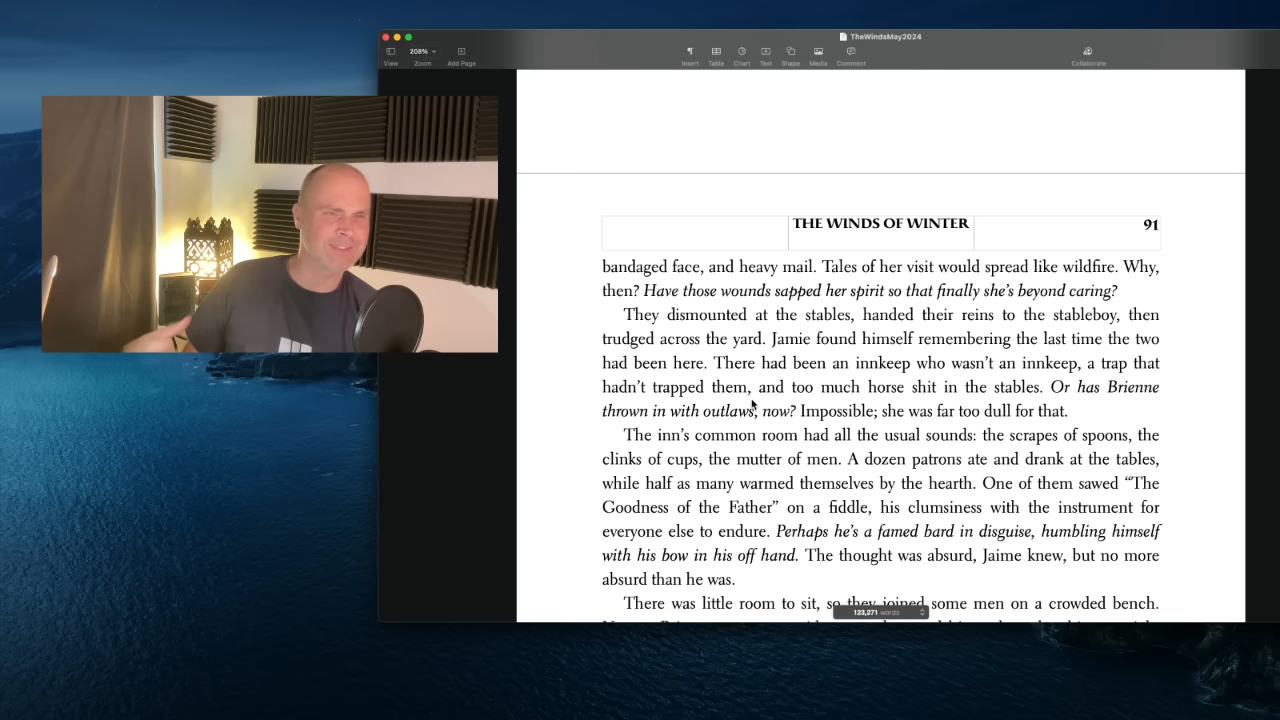 TheWindsMay2024
208%
View
Zoom
Add Page
Insert
Table
Chart
Text
Shape
Media
Comment
Collaborate
THE WINDS OF WINTER
91
bandaged face, and heavy mail. Tales of her visit would spread like wildfire. Why,
then? Have those wounds sapped her spirit so that finally she’s beyond caring?
They dismounted at the stables, handed their reins to the stableboy, then
trudged across the yard. Jamie found himself remembering the last time the two
had been here. There had been an innkeep who wasn’t an innkeep, a trap that
hadn’t trapped them, and too much horse shit in the stables. Or has Brienne
thrown in with outlaws, now? Impossible; she was far too dull for that.
The inn’s common room had all the usual sounds: the scrapes of spoons, the
clinks of cups, the mutter of men. A dozen patrons ate and drank at the tables,
while half as many warmed themselves by the hearth. One of them sawed “The
Goodness of the Father” on a fiddle, his clumsiness with the instrument for
everyone else to endure. Perhaps he’s a famed bard in disguise, humbling himself
with his bow in his off hand. The thought was absurd, Jaime knew, but no more
absurd than he was.
There was little room to sit, so they joined some men on a crowded bench.
123,271 words